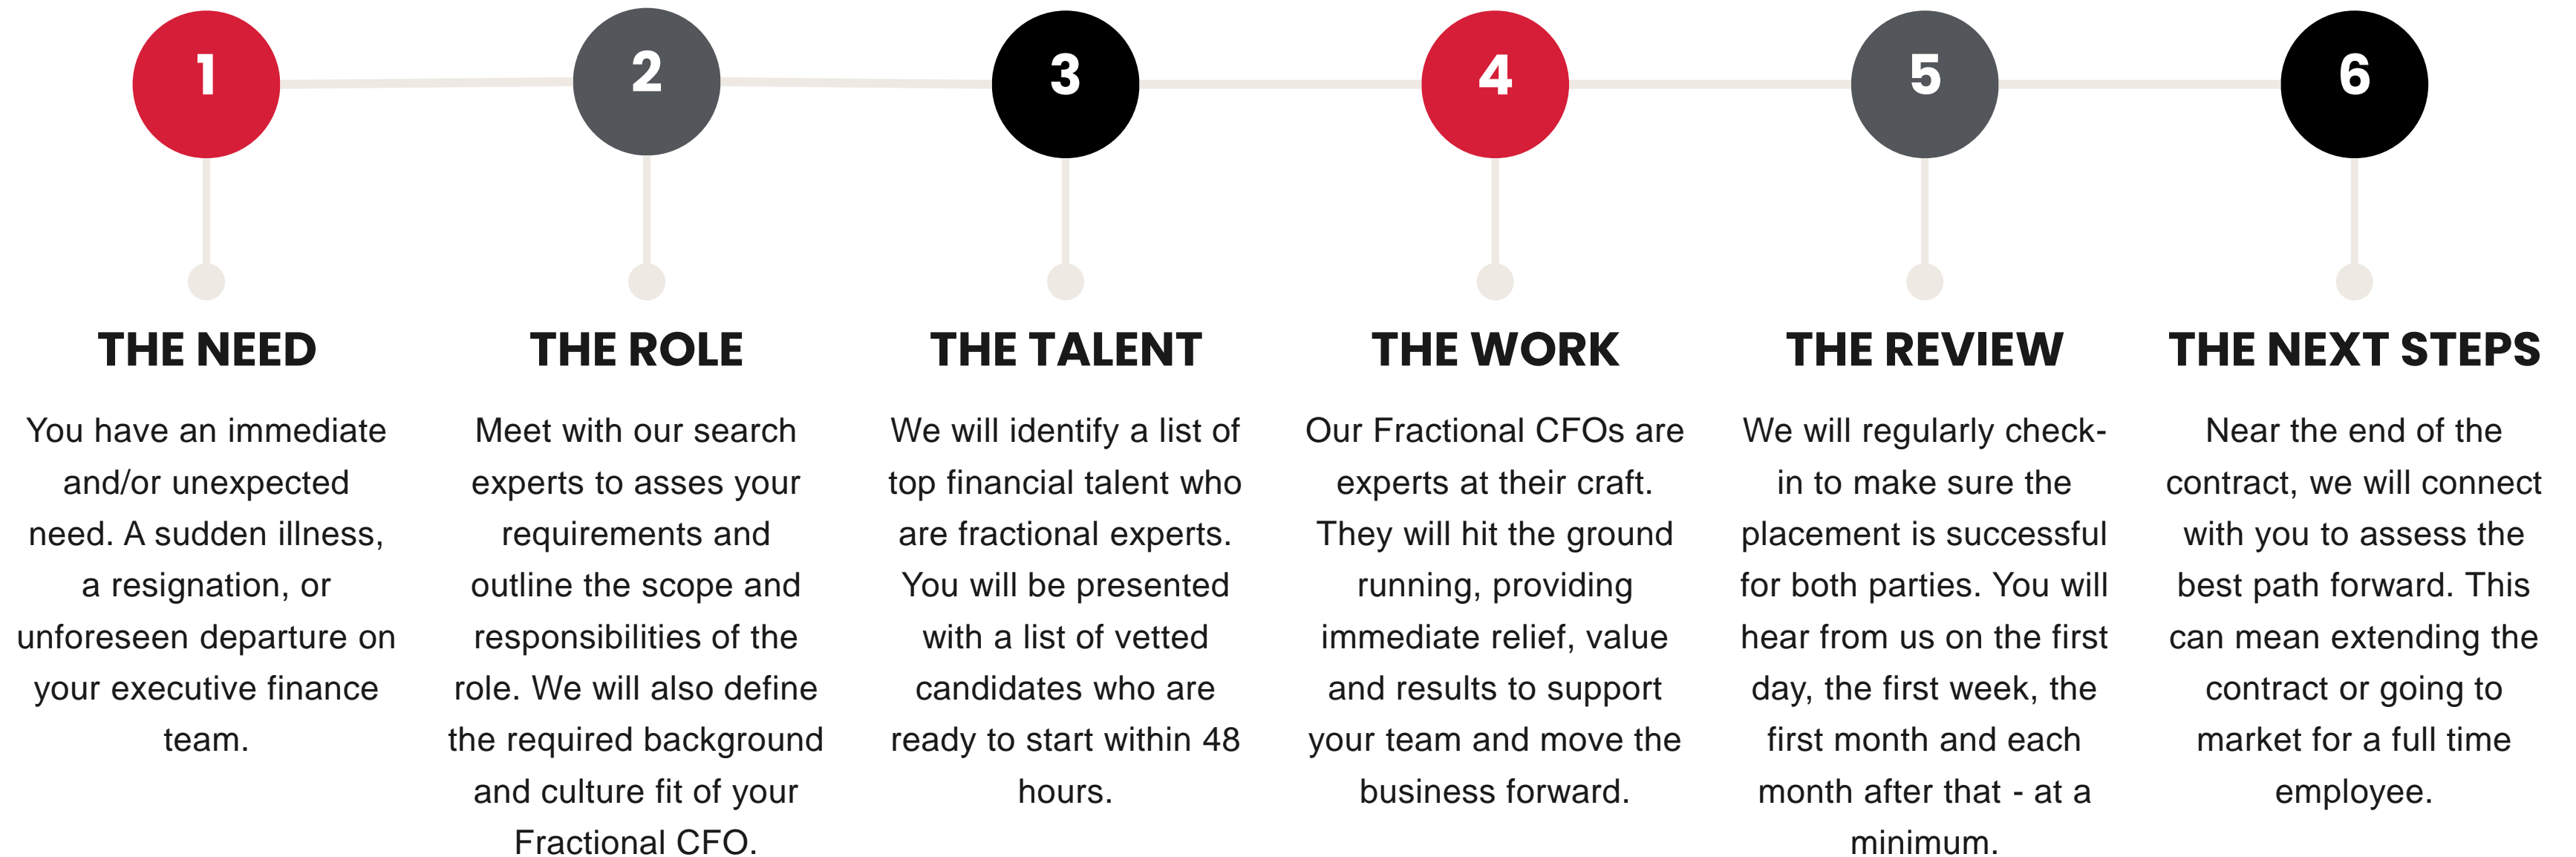 1
2
3
4
5
6
THE NEED
You have an immediate
and/or unexpected
need. A sudden illness,
a resignation, or
unforeseen departure on
your executive finance
team.
THE ROLE
Meet with our search
experts to asses your
requirements and
outline the scope and
responsibilities of the
role. We will also define
the required background
and culture fit of your
Fractional CFO.
THE TALENT
We will identify a list of
top financial talent who
are fractional experts.
You will be presented
with a list of vetted
candidates who are
ready to start within 48
hours.
THE WORK
Our Fractional CFOs are
experts at their craft.
They will hit the ground
running, providing
immediate relief, value
and results to support
your team and move the
business forward.
THE REVIEW
We will regularly check-
in to make sure the
placement is successful
for both parties. You will
hear from us on the first
day, the first week, the
first month and each
month after that - at a
minimum.
THE NEXT STEPS
Near the end of the
contract, we will connect
with you to assess the
best path forward. This
can mean extending the
contract or going to
market for a full time
employee.